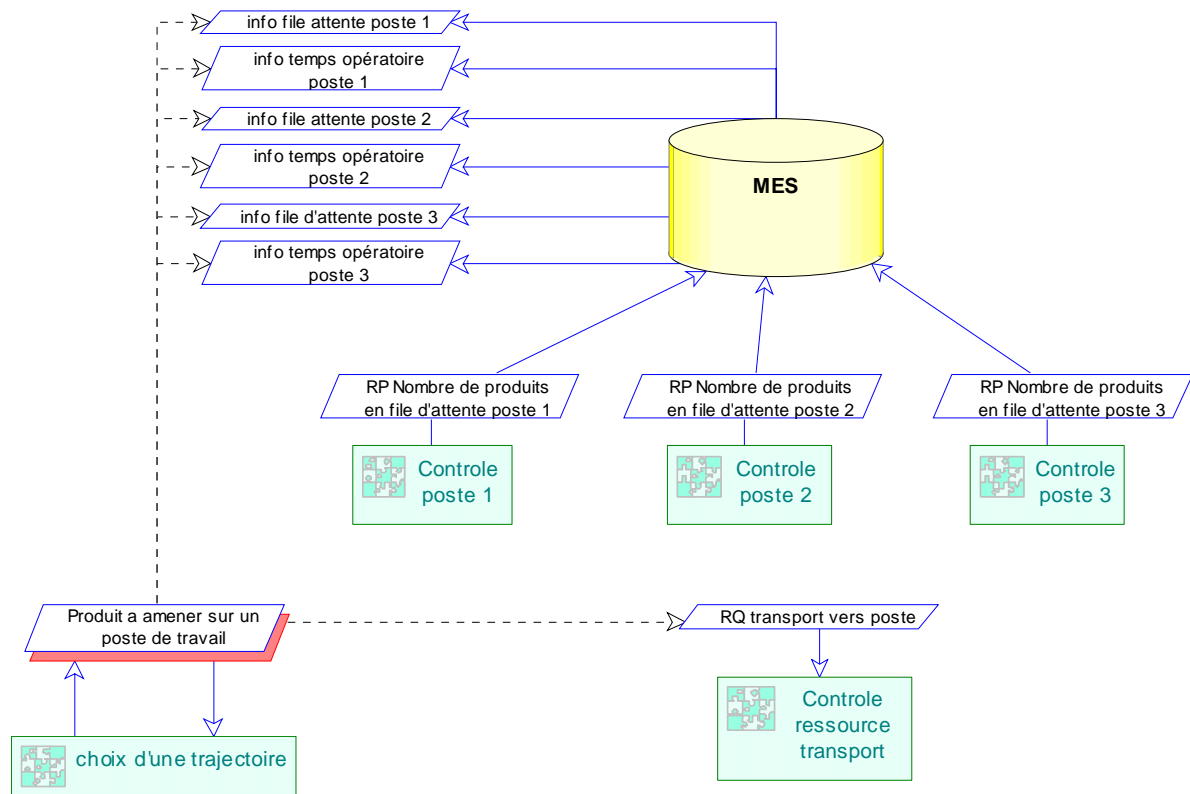 info file attente poste 1
info temps opératoire
poste 1
info file attente poste 2
info temps opératoire
poste 2
info file d'attente poste 3
info temps opératoire
poste 3
MES
RP Nombre de produits
en file d'attente poste 1
RP Nombre de produits
en file d'attente poste 2
RP Nombre de produits
en file d'attente poste 3
Controle
poste 1
Controle
poste 2
Controle
poste 3
Produit a amener sur un
poste de travail
RQ transport vers poste
choix d'une trajectoire
Controle
ressource
transport